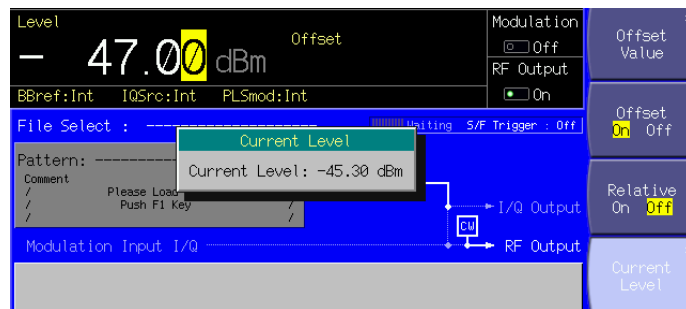 Level
Offset
- 47.00 dBm
Modulation
Off
RF Output
On
BBref:Int IQSrc:Int PLSmod:Int
File Select : --------------------
Waiting S/F Trigger : Off
Current Level
Current Level: -45.30 dBm
Pattern: ----------
Comment
/ Please Load
/ Push F1 Key /
/ /
I/Q Output
CW
Modulation Input I/Q
RF Output
Offset
Value
Offset
On Off
Relative
On Off
Current
Level